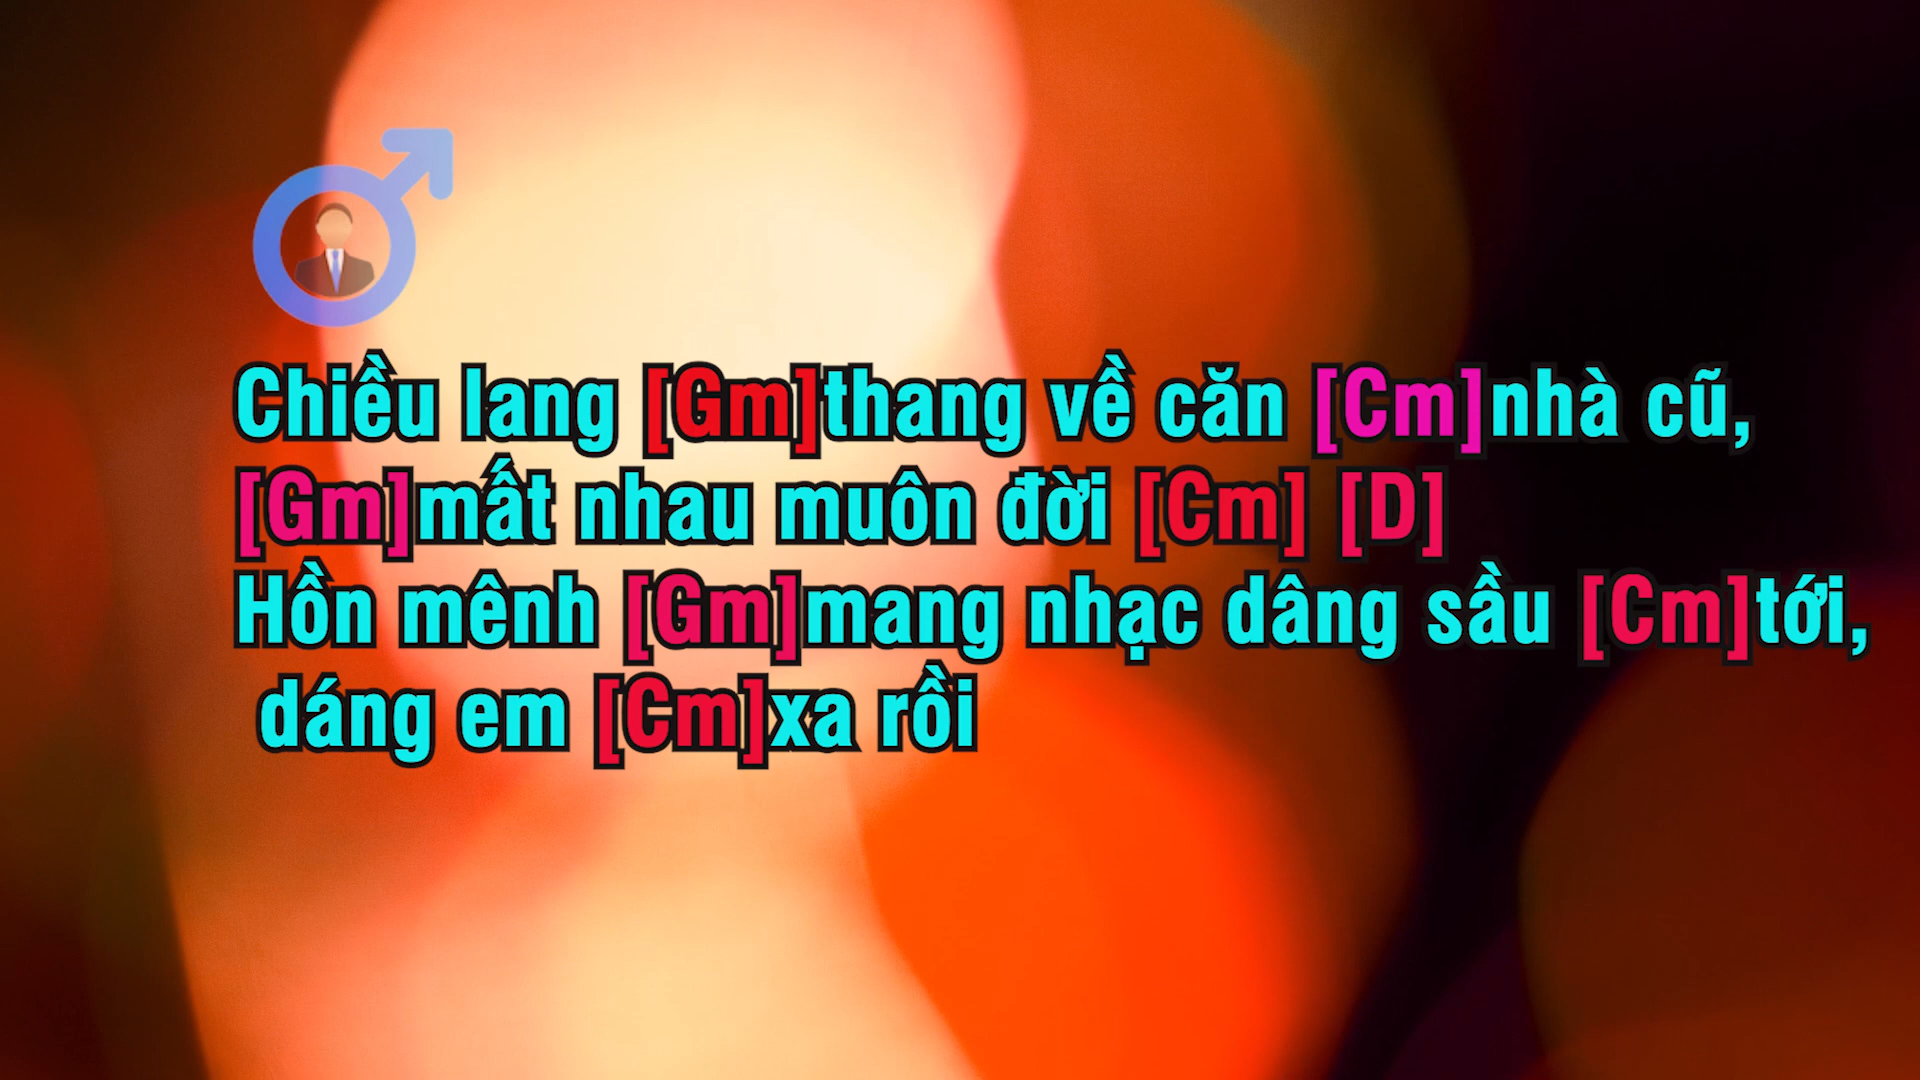 Chiều lang [Gm]thang về căn [Cm]nhà cũ,
[Gm]mất nhau muôn đời [Cm] [D]
Hồn mênh [Gm]mang nhạc dâng sầu [Cm]tới,
dáng em [Cm]xa rồi